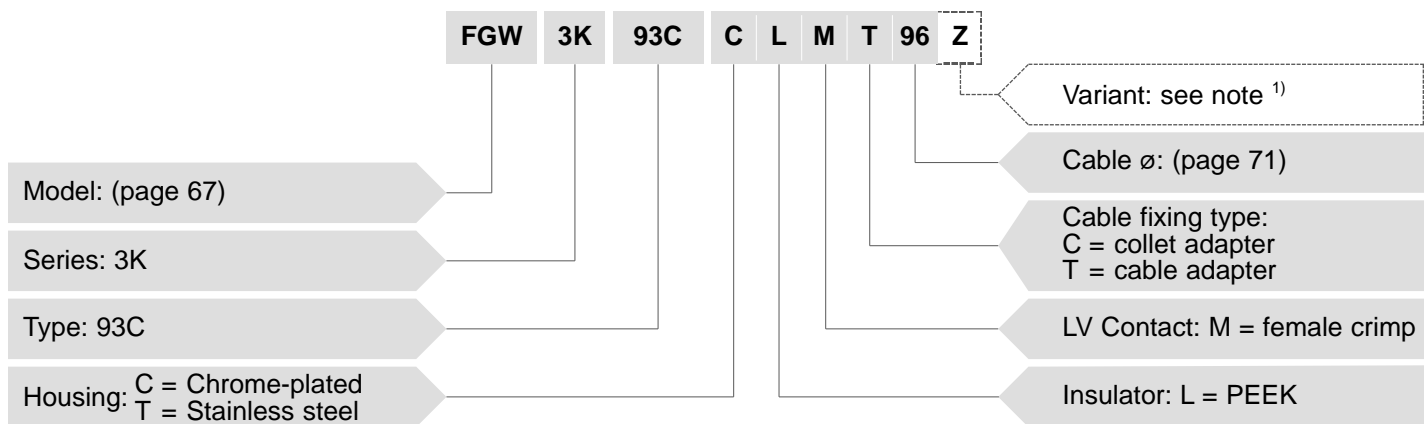 FGW 3K 93C C L M T 96 Z
Variant: see note 1)
Cable ø: (page 71)
Model: (page 67)
Cable fixing type:
C = collet adapter
T = cable adapter
Series: 3K
Type: 93C
LV Contact: M = female crimp
Housing: C = Chrome-plated
T = Stainless steel
Insulator: L = PEEK